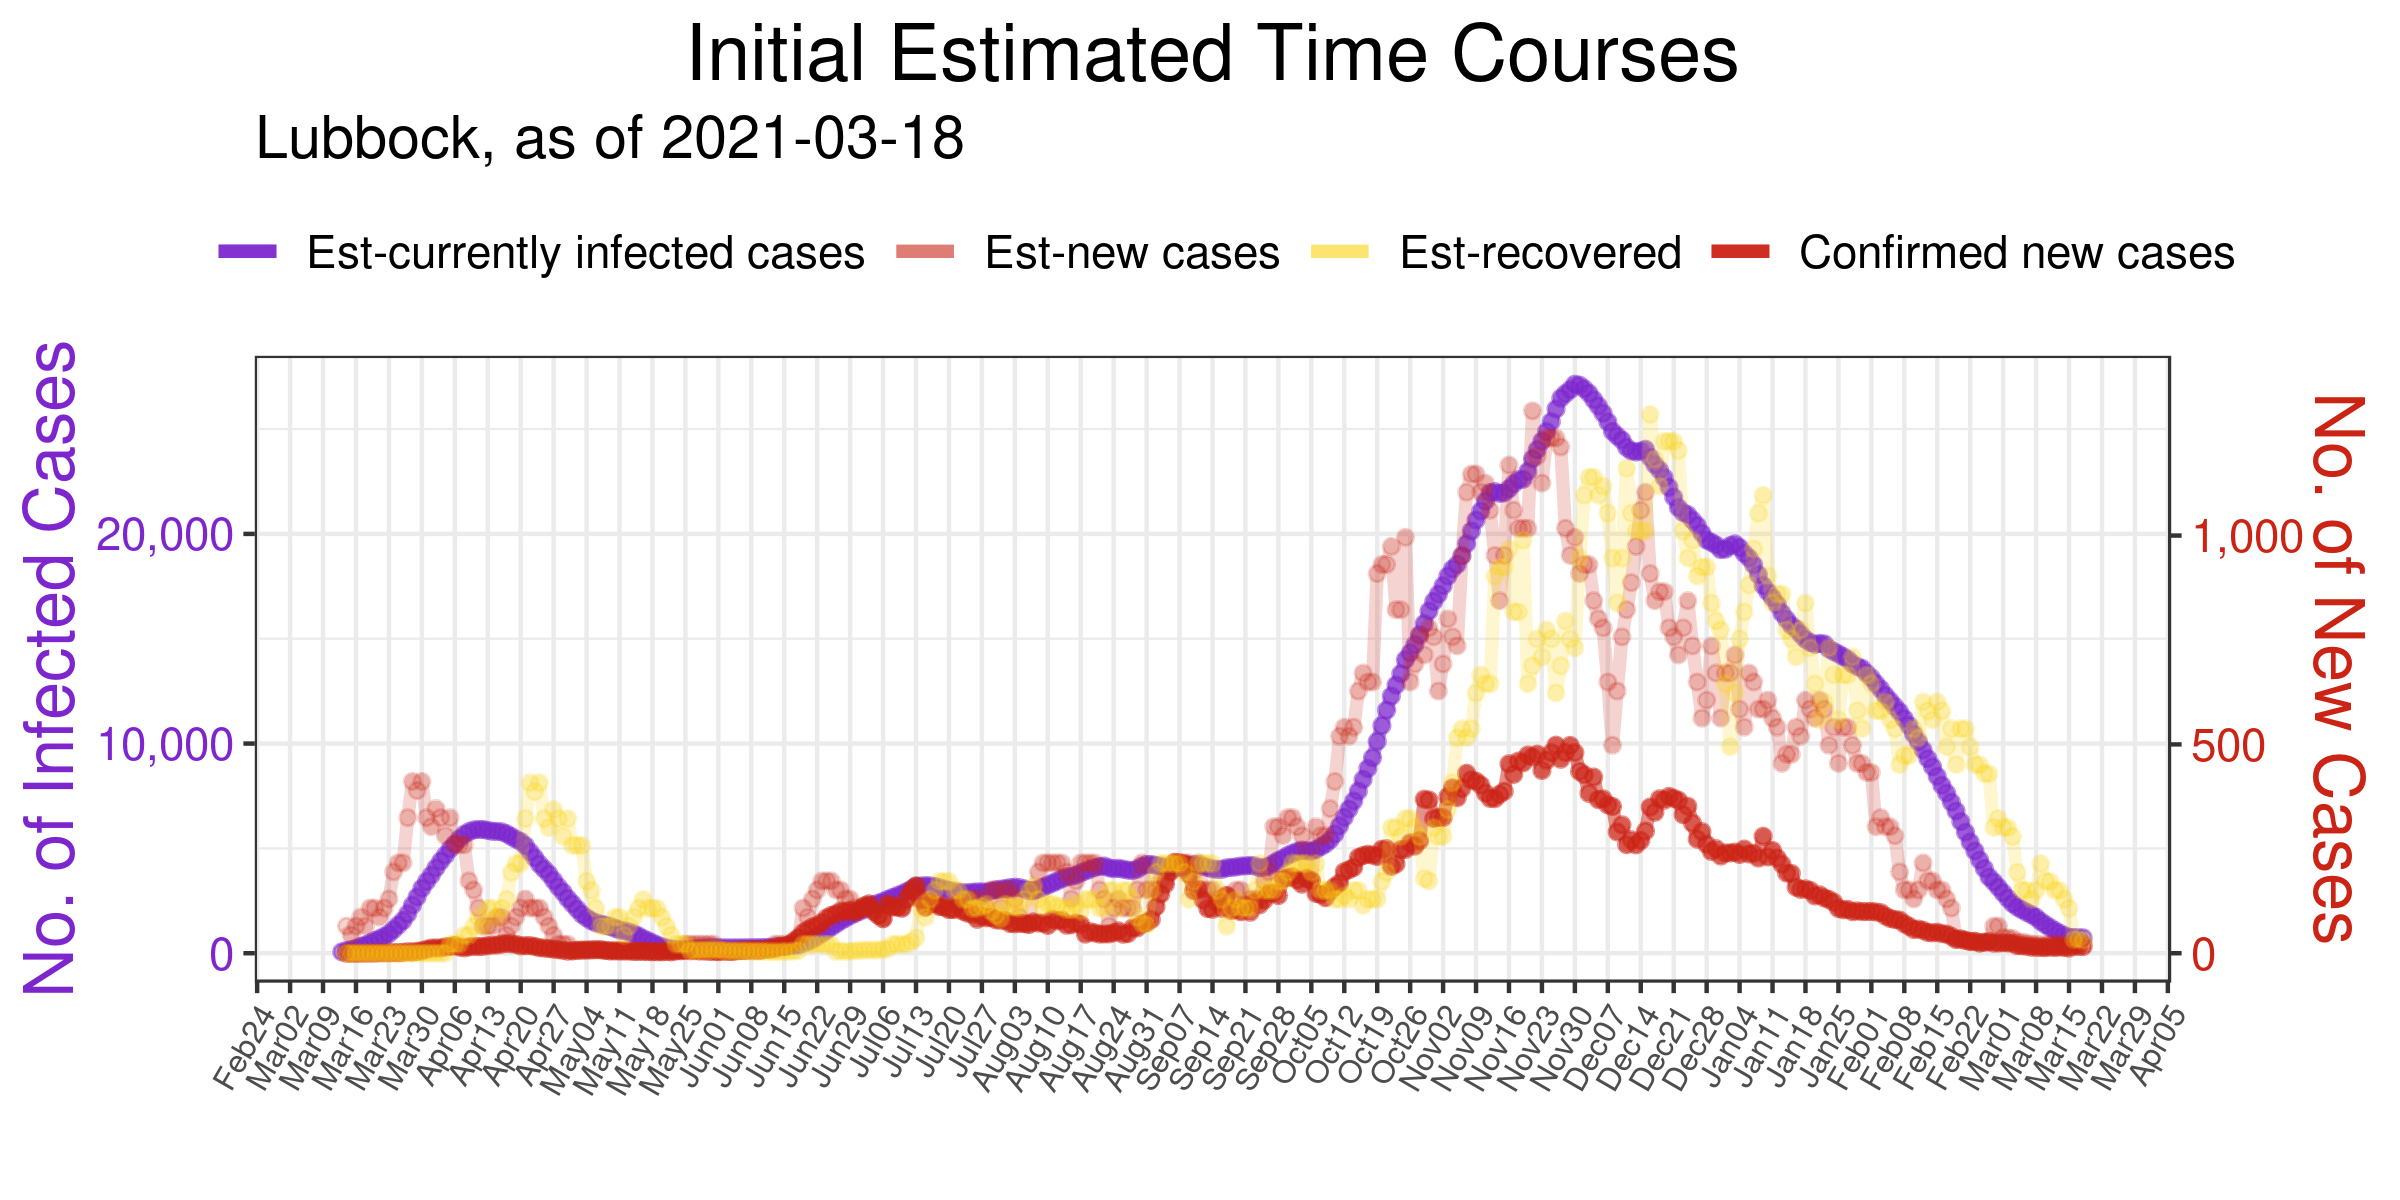 Initial Estimated Time Courses
Lubbock, as of 2021-03-18
Est-currently infected cases Est-new cases Est-recovered Confirmed new cases
No. of Infected Cases
20,000
10,000
0
1,000
500
0
No. of New Cases
Feb24 Mar02 Mar09 Mar16 Mar23 Mar30 Apr06 Apr13 Apr20 Apr27 May04 May11 May18 May25 Jun01 Jun08 Jun15 Jun22 Jun29 Jul06 Jul13 Jul20 Jul27 Aug03 Aug10 Aug17 Aug24 Aug31 Sep07 Sep14 Sep21 Sep28 Oct05 Oct12 Oct19 Oct26 Nov02 Nov09 Nov16 Nov23 Nov30 Dec07 Dec14 Dec21 Dec28 Jan04 Jan11 Jan18 Jan25 Feb01 Feb08 Feb15 Feb22 Mar01 Mar08 Mar15 Mar22 Mar29 Apr05